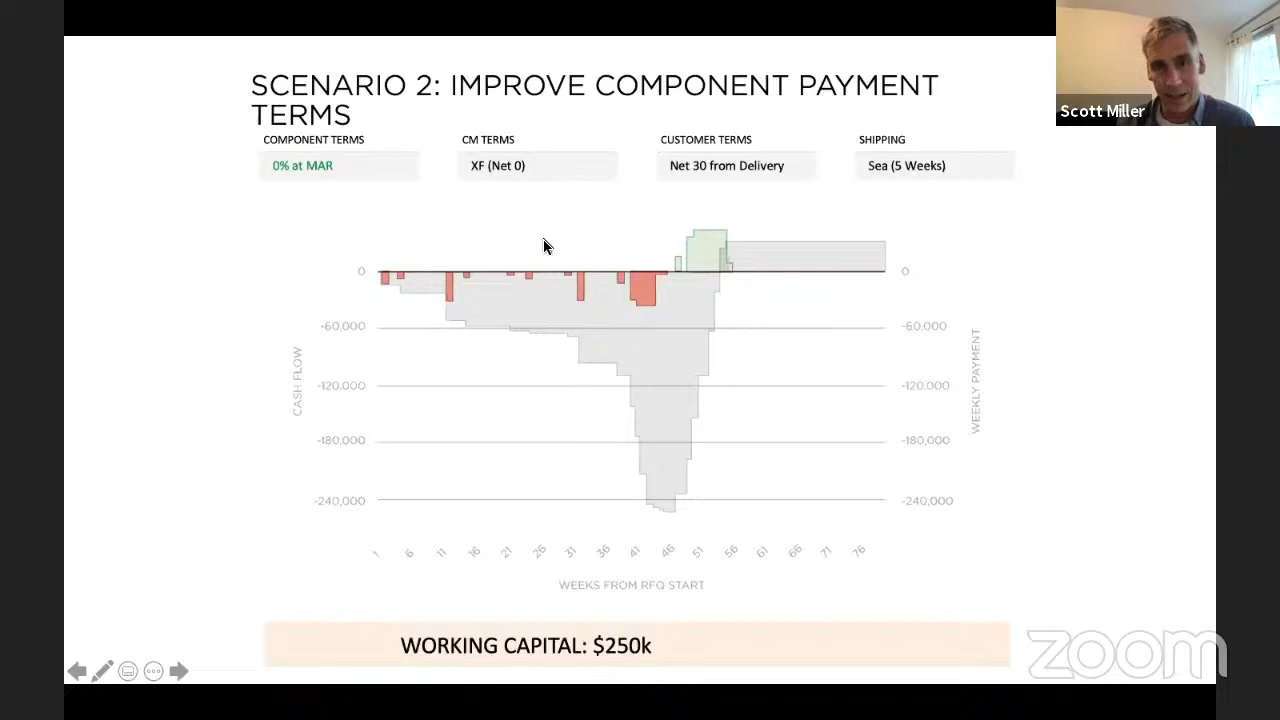 SCENARIO 2: IMPROVE COMPONENT PAYMENT
TERMS
Scott Miller
COMPONENT TERMS
CM TERMS
CUSTOMER TERMS
SHIPPING
0% at MAR
XF (Net 0)
Net 30 from Delivery
Sea (5 Weeks)
0
-60,000
-120,000
-180,000
-240,000
CASH FLOW
0
-60,000
-120,000
-180,000
-240,000
WEEKLY PAYMENT
1 6 11 16 21 26 31 36 41 46 51 56 61 66 71 76
WEEKS FROM RFQ START
WORKING CAPITAL: $250k
zoom